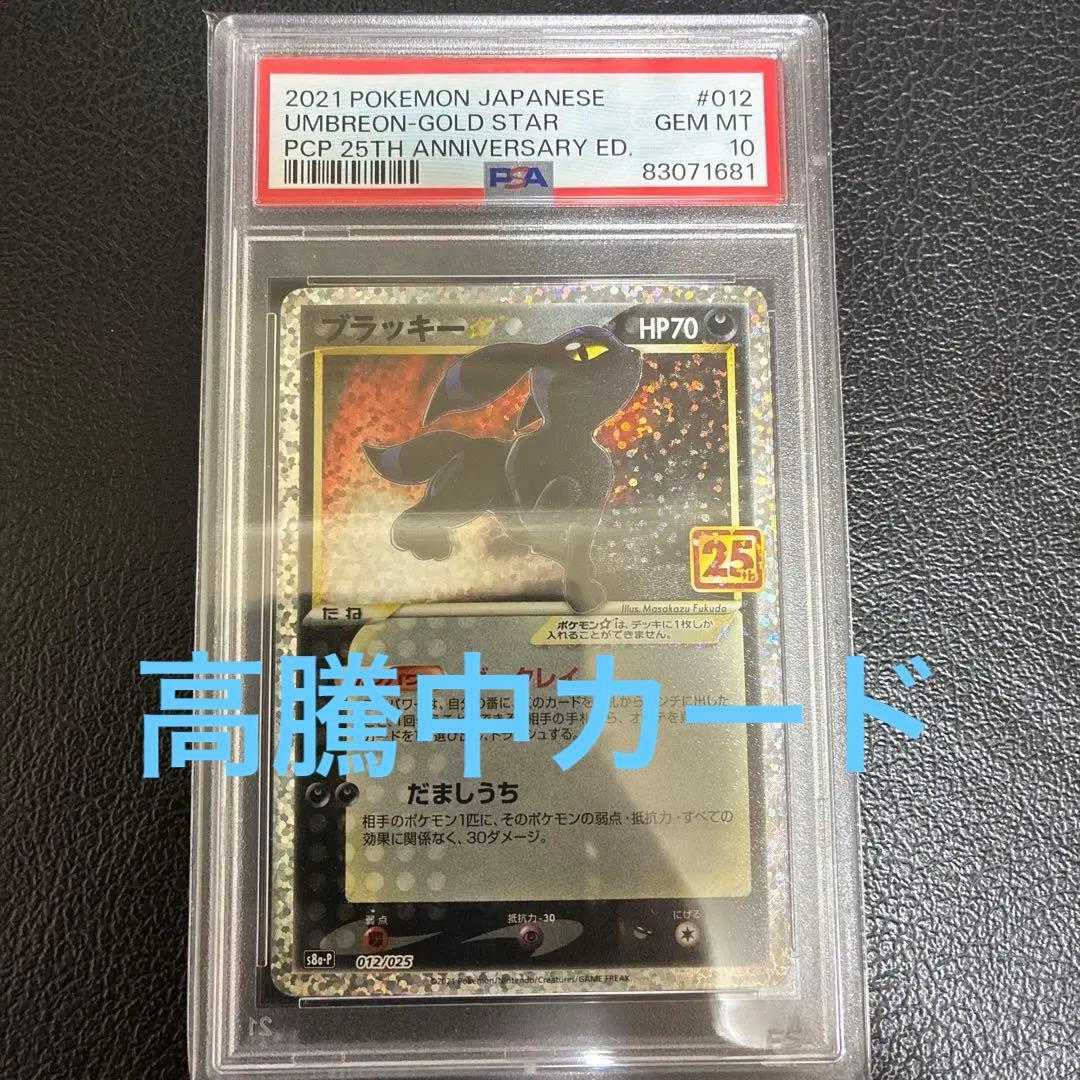 2021 POKEMON JAPANESE #012
UMBREON-GOLD STAR GEM MT
PCP 25TH ANNIVERSARY ED. 10
PSA 83071681
ブラッキー☆ HP70
25th
たね
Illus. Masakazu Fukuda
ポケモン☆は、デッキに1枚しか
入れることができません。
高騰中カード
だましうち
相手のポケモン1匹に、そのポケモンの弱点・抵抗力・すべての
効果に関係なく、30ダメージ。
弱点 抵抗力-30 にげる
s8a-P 012/025
©2021 Pokémon/Nintendo/Creatures/GAME FREAK